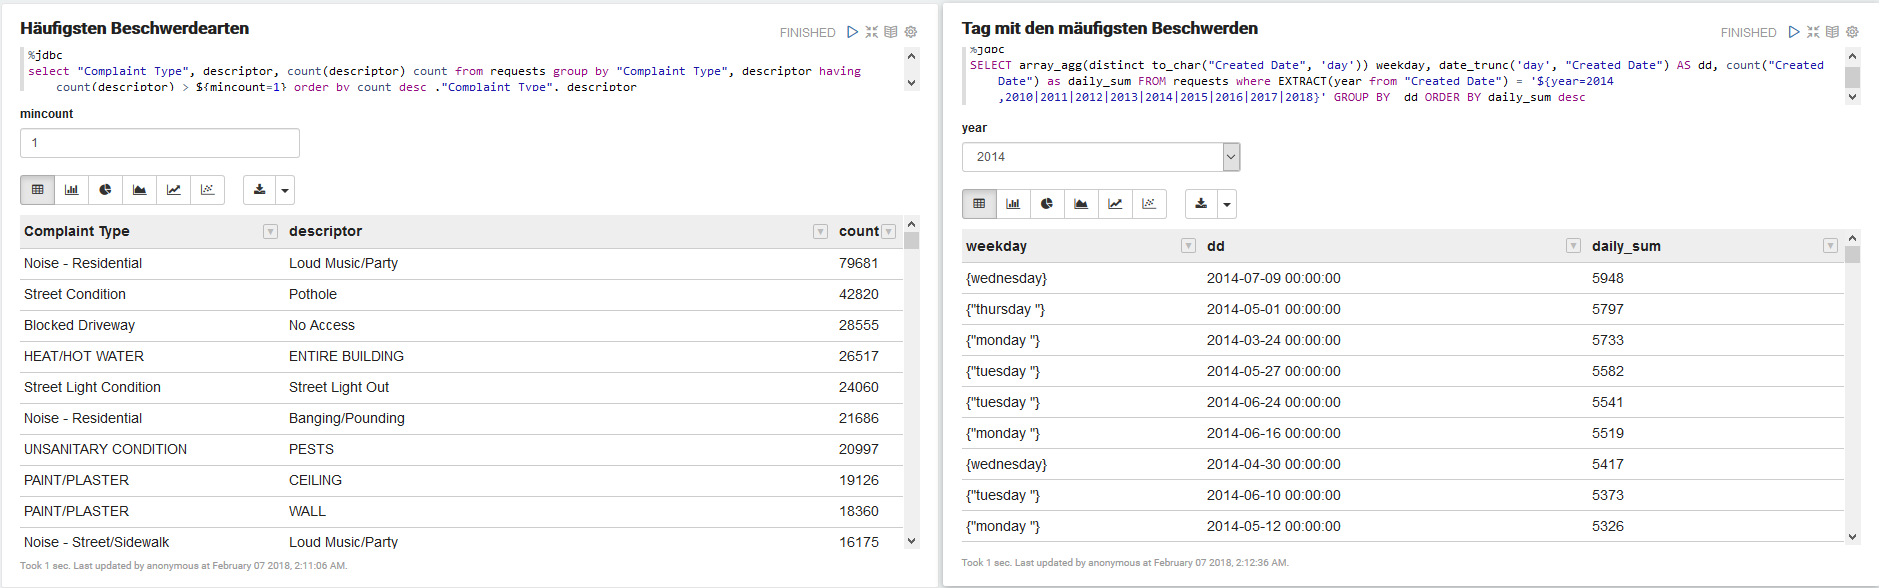 Häufigsten Beschwerdearten
FINISHED
%jdbc
select "Complaint Type", descriptor, count(descriptor) count from requests group by "Complaint Type", descriptor having
count(descriptor) > ${mincount=1} order by count desc ,"Complaint Type", descriptor
mincount
1
Complaint Type descriptor count
Noise - Residential Loud Music/Party 79681
Street Condition Pothole 42820
Blocked Driveway No Access 28555
HEAT/HOT WATER ENTIRE BUILDING 26517
Street Light Condition Street Light Out 24060
Noise - Residential Banging/Pounding 21686
UNSANITARY CONDITION PESTS 20997
PAINT/PLASTER CEILING 19126
PAINT/PLASTER WALL 18360
Noise - Street/Sidewalk Loud Music/Party 16175
Took 1 sec. Last updated by anonymous at February 07 2018, 2:11:06 AM.
Tag mit den mäufigsten Beschwerden
FINISHED
%jdbc
SELECT array_agg(distinct to_char("Created Date", 'day')) weekday, date_trunc('day', "Created Date") AS dd, count("Created
Date") as daily_sum FROM requests where EXTRACT(year from "Created Date") = '${year=2014
,2010|2011|2012|2013|2014|2015|2016|2017|2018}' GROUP BY  dd ORDER BY daily_sum desc
year
2014
weekday dd daily_sum
{wednesday} 2014-07-09 00:00:00 5948
{"thursday "} 2014-05-01 00:00:00 5797
{"monday "} 2014-03-24 00:00:00 5733
{"tuesday "} 2014-05-27 00:00:00 5582
{"tuesday "} 2014-06-24 00:00:00 5541
{"monday "} 2014-06-16 00:00:00 5519
{wednesday} 2014-04-30 00:00:00 5417
{"tuesday "} 2014-06-10 00:00:00 5373
{"monday "} 2014-05-12 00:00:00 5326
Took 1 sec. Last updated by anonymous at February 07 2018, 2:12:36 AM.